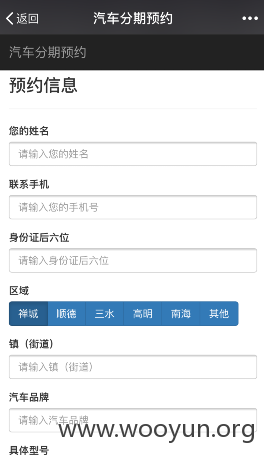 返回 汽车分期预约
汽车分期预约
预约信息
您的姓名
请输入您的姓名
联系手机
请输入您的手机号
身份证后六位
请输入身份证后六位
区域
禅城 顺德 三水 高明 南海 其他
镇（街道）
请输入镇（街道）
汽车品牌
请输入汽车品牌
www.wooyun.org
具体型号